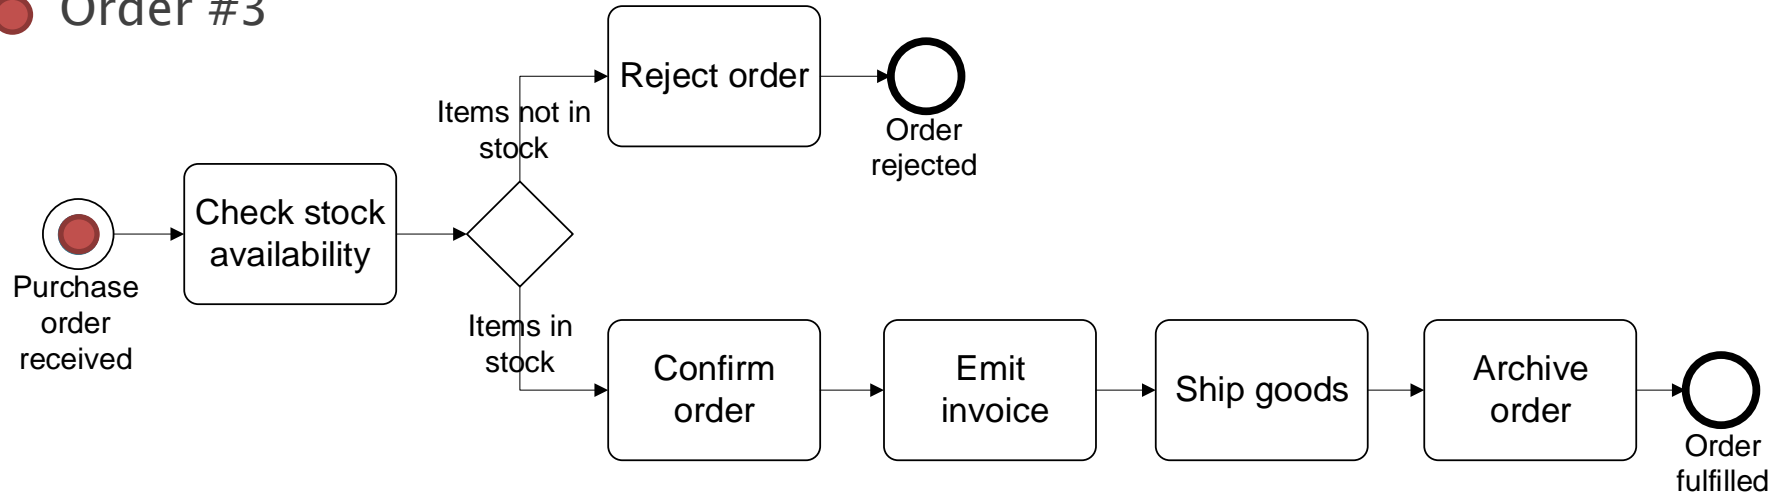 Order #3
Reject order
Items not in
stock
Order
rejected
Check stock
availability
Purchase
order
received
Items in
stock
Confirm
order
Emit
invoice
Ship goods
Archive
order
Order
fulfilled